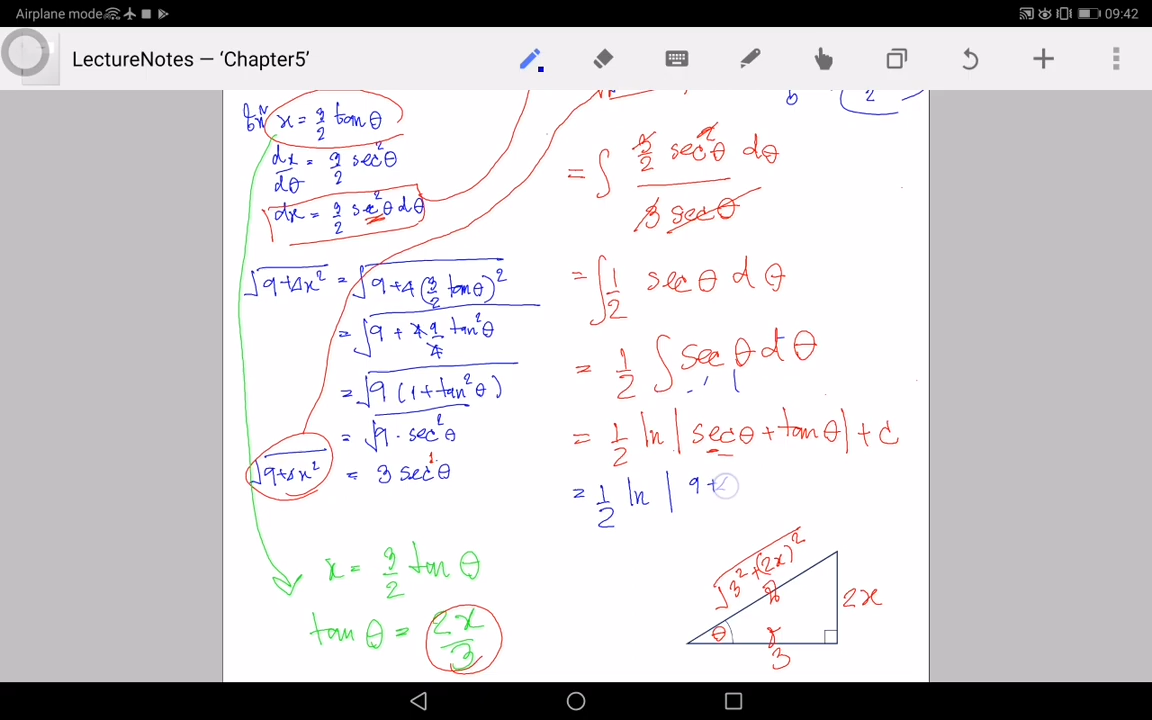 Airplane mode 09:42
LectureNotes – ‘Chapter5’
x = 3/2 tan θ
dx/dθ = 3/2 sec²θ
dx = 3/2 sec²θ dθ
√(9+4x²) = √(9+4(3/2 tan θ)²)
= √(9 + 4 9/4 tan²θ)
= √(9 (1+tan²θ))
= √(9 · sec²θ)
√(9+4x²) = 3 sec θ
x = 3/2 tan θ
tan θ = 2x/3
2
= ∫ (3/2 sec²θ dθ)/(3 sec θ)
= ∫ 1/2 sec θ d θ
= 1/2 ∫ sec θ d θ
= 1/2 ln | sec θ + tan θ | + C
= 1/2 ln | 9 +
√(3²+(2x)²)
2x
θ
3